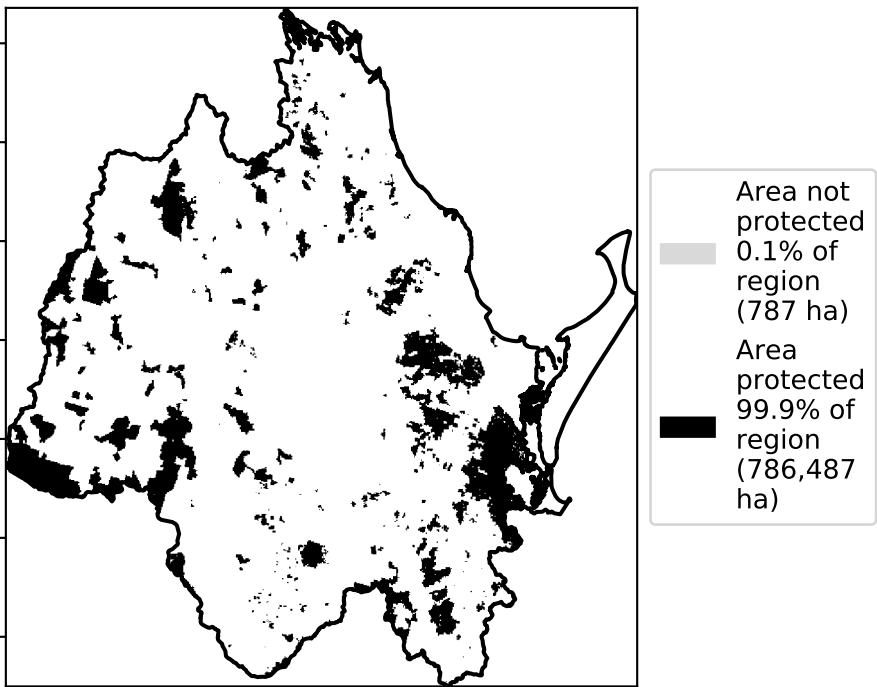 Area not
protected
0.1% of
region
(787 ha)
Area
protected
99.9% of
region
(786,487
ha)